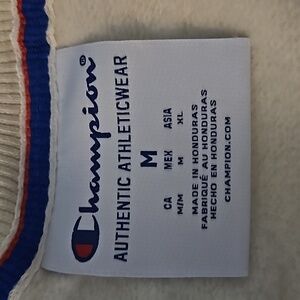 Champion®
AUTHENTIC ATHLETICWEAR
M
CA MEX ASIA
M/M M XL
MADE IN HONDURAS
FABRIQUÉ AU HONDURAS
HECHO EN HONDURAS
CHAMPION.COM